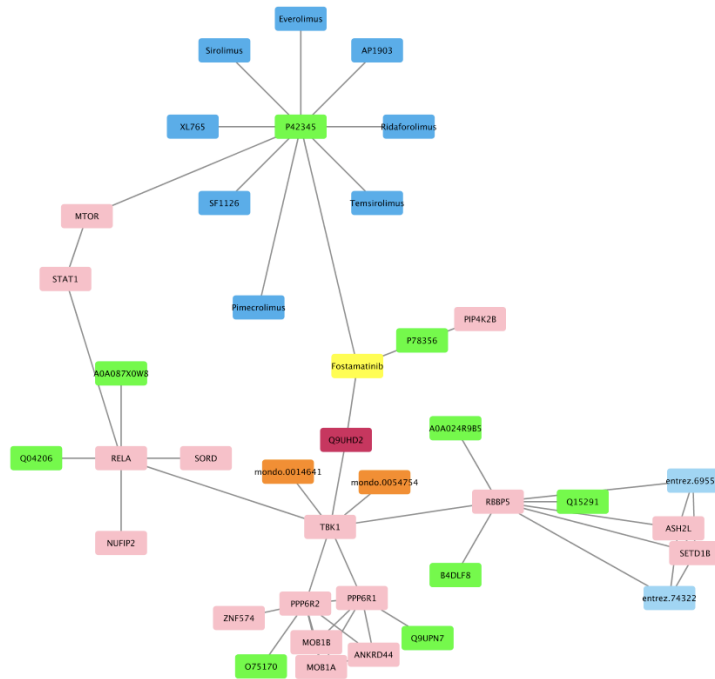 Everolimus
Sirolimus
AP1903
XL765
P42345
Ridaforolimus
SF1126
Temsirolimus
MTOR
STAT1
Pimecrolimus
PIP4K2B
P78356
Fostamatinib
A0A087X0W8
A0A024R9B5
Q9UHD2
Q04206
RELA
SORD
mondo.0014641
mondo.0054754
entrez.6955
RBBP5
Q15291
TBK1
ASH2L
NUFIP2
SETD1B
B4DLF8
entrez.74322
PPP6R2
PPP6R1
ZNF574
MOB1B
Q9UPN7
ANKRD44
O75170
MOB1A